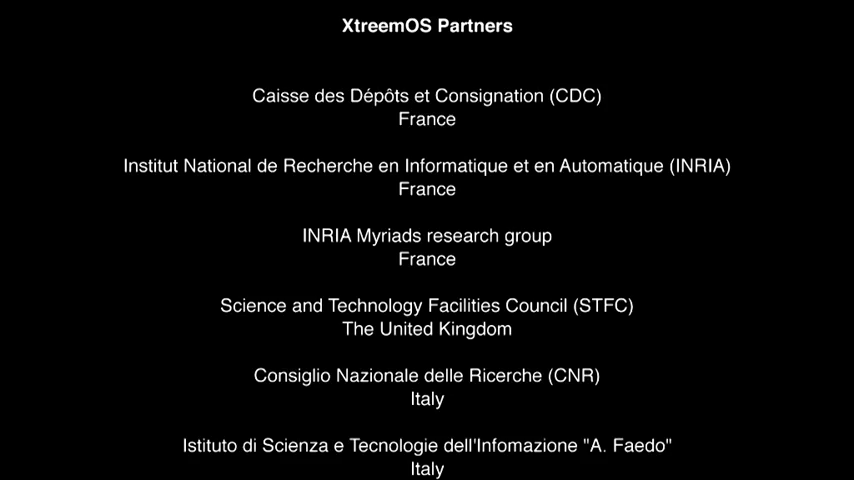 XtreemOS Partners
Caisse des Dépôts et Consignation (CDC)
France
Institut National de Recherche en Informatique et en Automatique (INRIA)
France
INRIA Myriads research group
France
Science and Technology Facilities Council (STFC)
The United Kingdom
Consiglio Nazionale delle Ricerche (CNR)
Italy
Istituto di Scienza e Tecnologie dell'Infomazione "A. Faedo"
Italy